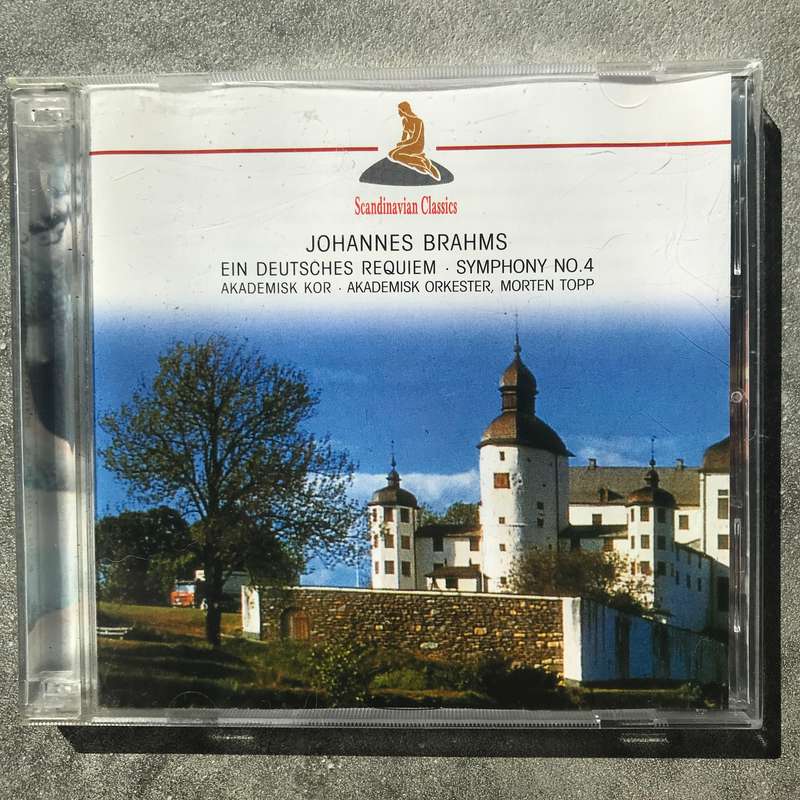 Scandinavian Classics
JOHANNES BRAHMS
EIN DEUTSCHES REQUIEM · SYMPHONY NO.4
AKADEMISK KOR · AKADEMISK ORKESTER, MORTEN TOPP